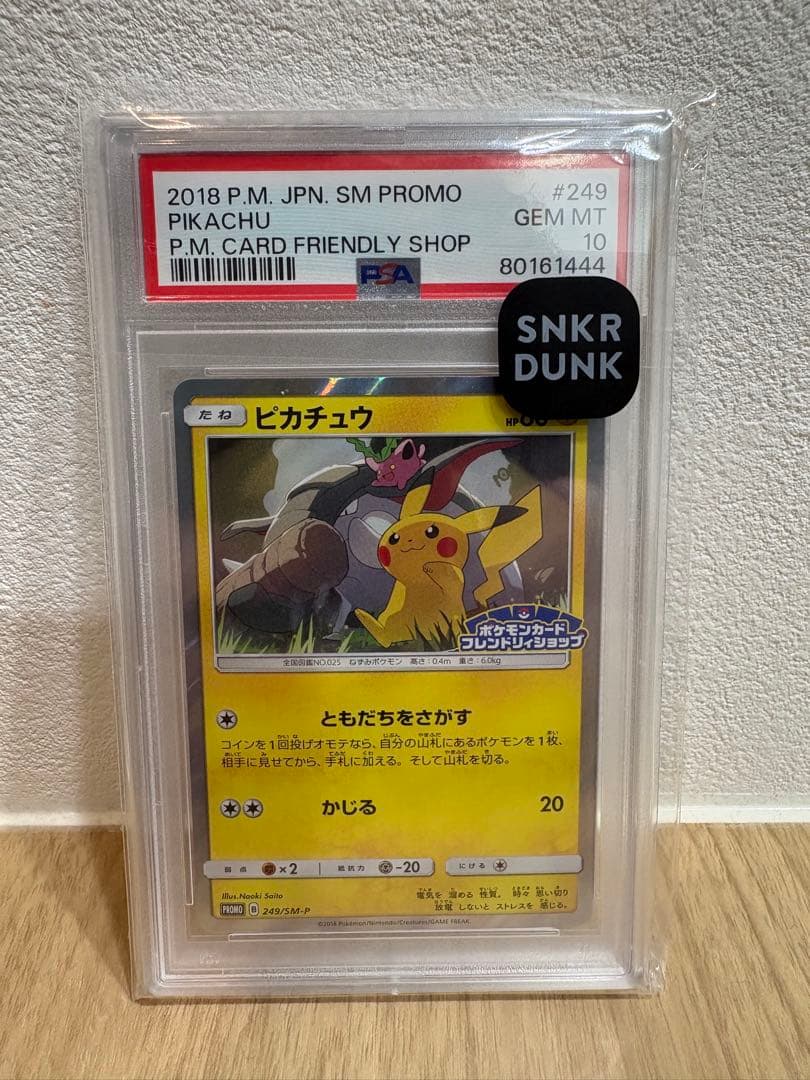 2018 P.M. JPN. SM PROMO #249
PIKACHU GEM MT
P.M. CARD FRIENDLY SHOP 10
PSA 80161444
SNKR
DUNK
たね ピカチュウ HP
ポケモンカード
フレンドリィショップ
全国図鑑NO.025 ねずみポケモン 高さ:0.4m 重さ:6.0kg
ともだちをさがす
コインを1回投げオモテなら、自分の山札にあるポケモンを1枚、
相手に見せてから、手札に加える。そして山札を切る。
かじる 20
弱点 ×2 抵抗力 -20 にげる
Illus.Naoki Saito
電気を 溜める 性質。 時々 思い切り
放電 しないと ストレスを 感じる。
PROMO B 249/SM-P
©2018 Pokémon/Nintendo/Creatures/GAME FREAK.